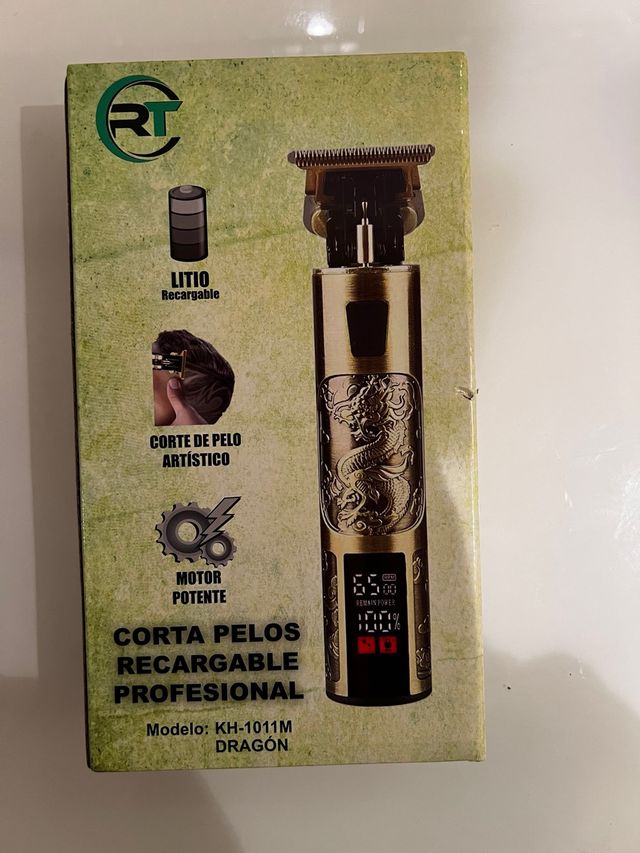 RT
LITIO
Recargable
CORTE DE PELO
ARTÍSTICO
MOTOR
POTENTE
CORTA PELOS
RECARGABLE
PROFESIONAL
Modelo: KH-1011M
DRAGÓN
65 00
REMAIN POWER
100%